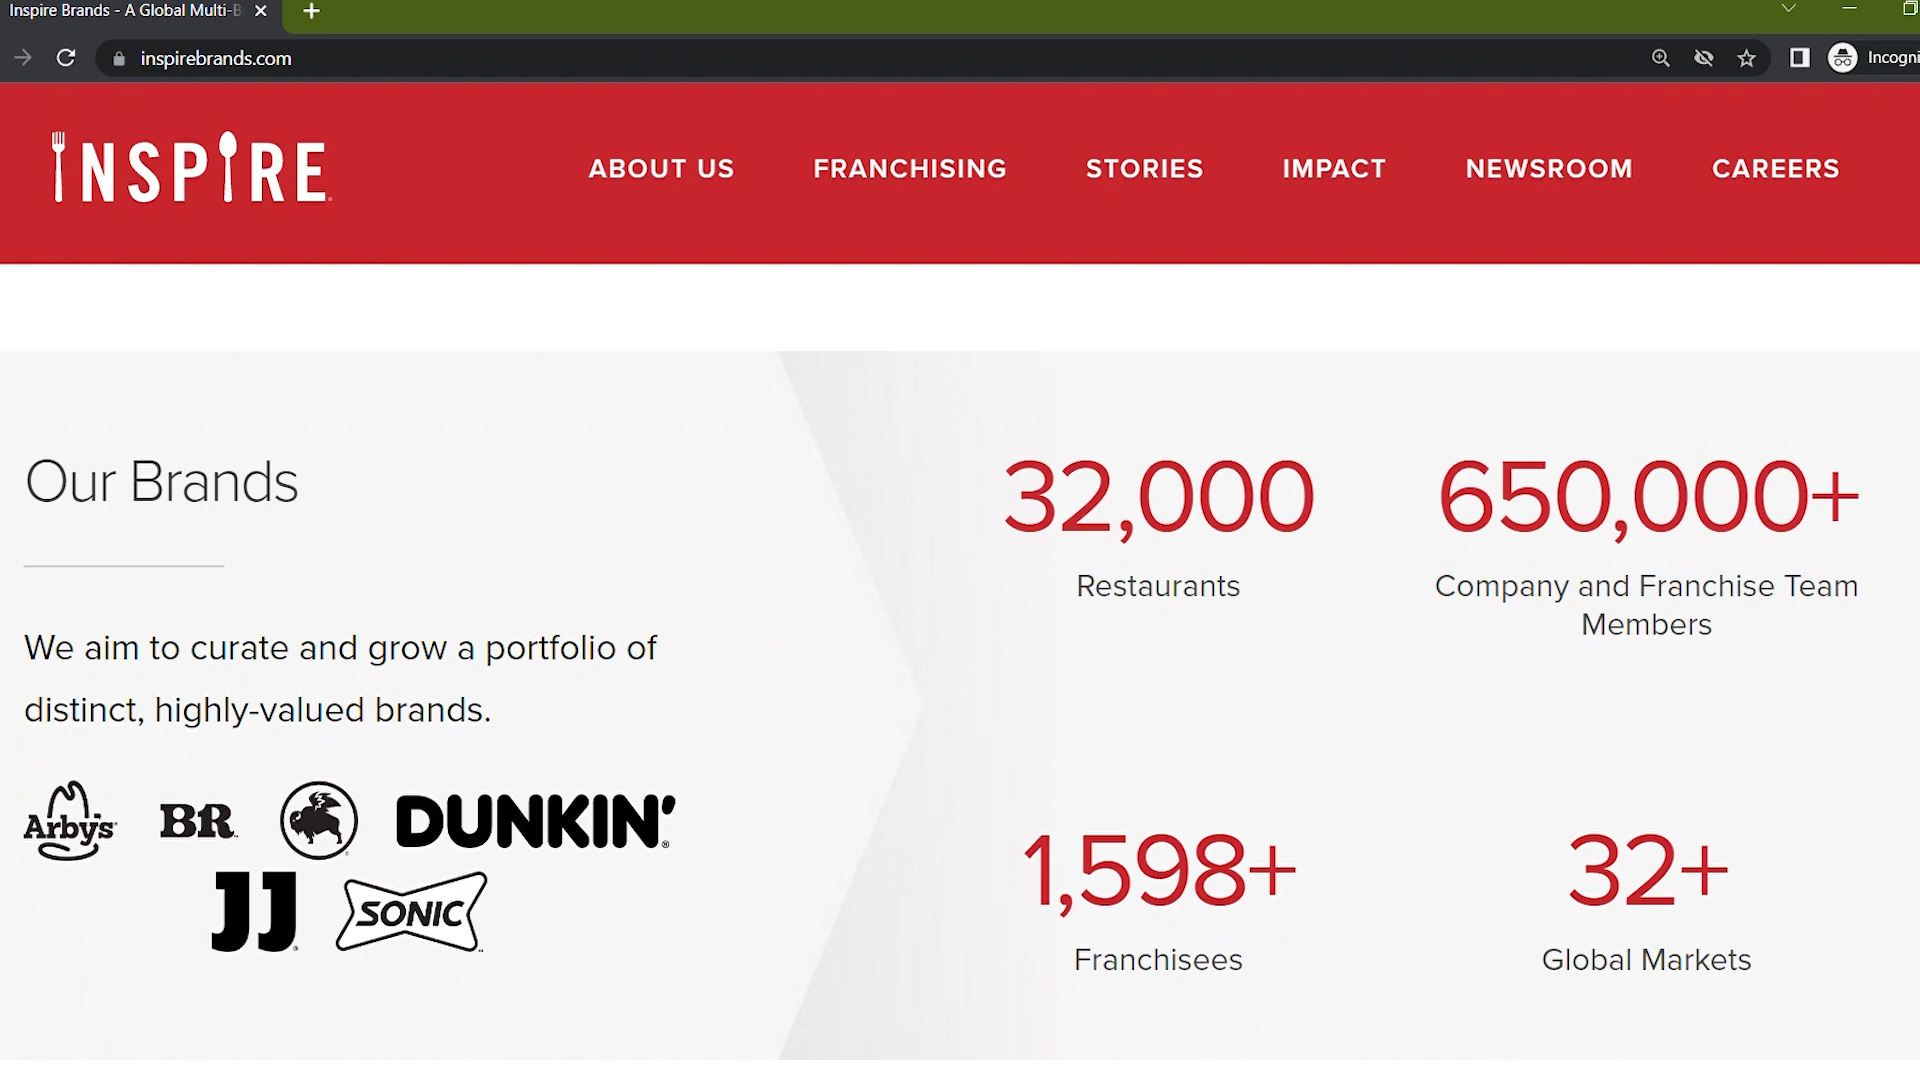 Inspire Brands - A Global Multi-B
inspirebrands.com
Incogni
INSPIRE
ABOUT US
FRANCHISING
STORIES
IMPACT
NEWSROOM
CAREERS
Our Brands
We aim to curate and grow a portfolio of
distinct, highly-valued brands.
Arby's
BR
DUNKIN'
JJ
SONIC
32,000
Restaurants
650,000+
Company and Franchise Team
Members
1,598+
Franchisees
32+
Global Markets